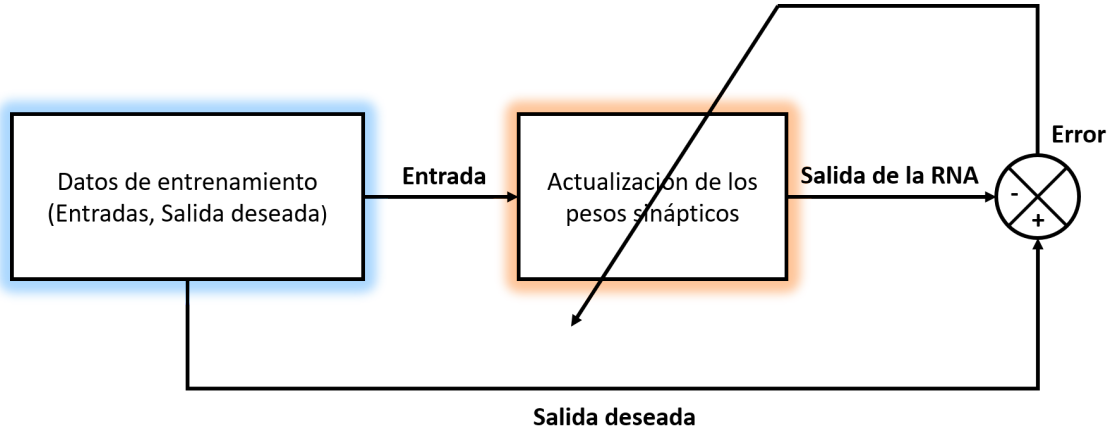 Datos de entrenamiento
(Entradas, Salida deseada)
Entrada
Actualización de los
pesos sinápticos
Salida de la RNA
Error
-
+
Salida deseada